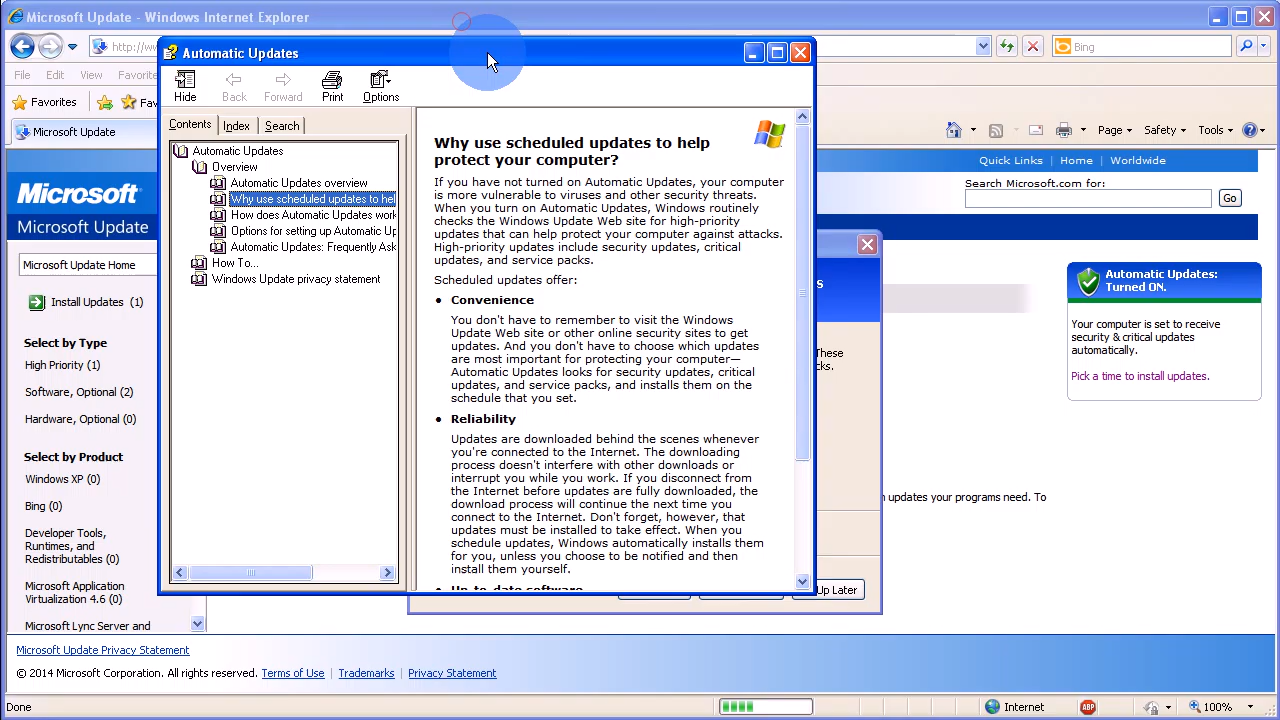 Microsoft Update - Windows Internet Explorer
http://w
Bing
File Edit View Favorite
Favorites Fav
Microsoft Update
Page Safety Tools
Automatic Updates
Hide Back Forward Print Options
Contents Index Search
Automatic Updates
Overview
Automatic Updates overview
Why use scheduled updates to hel
How does Automatic Updates work
Options for setting up Automatic Up
Automatic Updates: Frequently Ask
How To...
Windows Update privacy statement
Why use scheduled updates to help
protect your computer?
If you have not turned on Automatic Updates, your computer
is more vulnerable to viruses and other security threats.
When you turn on Automatic Updates, Windows routinely
checks the Windows Update Web site for high-priority
updates that can help protect your computer against attacks.
High-priority updates include security updates, critical
updates, and service packs.
Scheduled updates offer:
• Convenience
You don't have to remember to visit the Windows
Update Web site or other online security sites to get
updates. And you don't have to choose which updates
are most important for protecting your computer—
Automatic Updates looks for security updates, critical
updates, and service packs, and installs them on the
schedule that you set.
• Reliability
Updates are downloaded behind the scenes whenever
you're connected to the Internet. The downloading
process doesn't interfere with other downloads or
interrupt you while you work. If you disconnect from
the Internet before updates are fully downloaded, the
download process will continue the next time you
connect to the Internet. Don't forget, however, that
updates must be installed to take effect. When you
schedule updates, Windows automatically installs them
for you, unless you choose to be notified and then
install them yourself.
• Up-to-date software
Quick Links | Home | Worldwide
Search Microsoft.com for:
Go
Microsoft
Microsoft Update
Microsoft Update Home
Install Updates (1)
Select by Type
High Priority (1)
Software, Optional (2)
Hardware, Optional (0)
Select by Product
Windows XP (0)
Bing (0)
Developer Tools,
Runtimes, and
Redistributables (0)
Microsoft Application
Virtualization 4.6 (0)
Microsoft Lync Server and
s
These
ks.
Up Later
Automatic Updates:
Turned ON.
Your computer is set to receive
security & critical updates
automatically.
Pick a time to install updates.
n updates your programs need. To
Microsoft Update Privacy Statement
© 2014 Microsoft Corporation. All rights reserved. Terms of Use | Trademarks | Privacy Statement
Done Internet ABP 100%